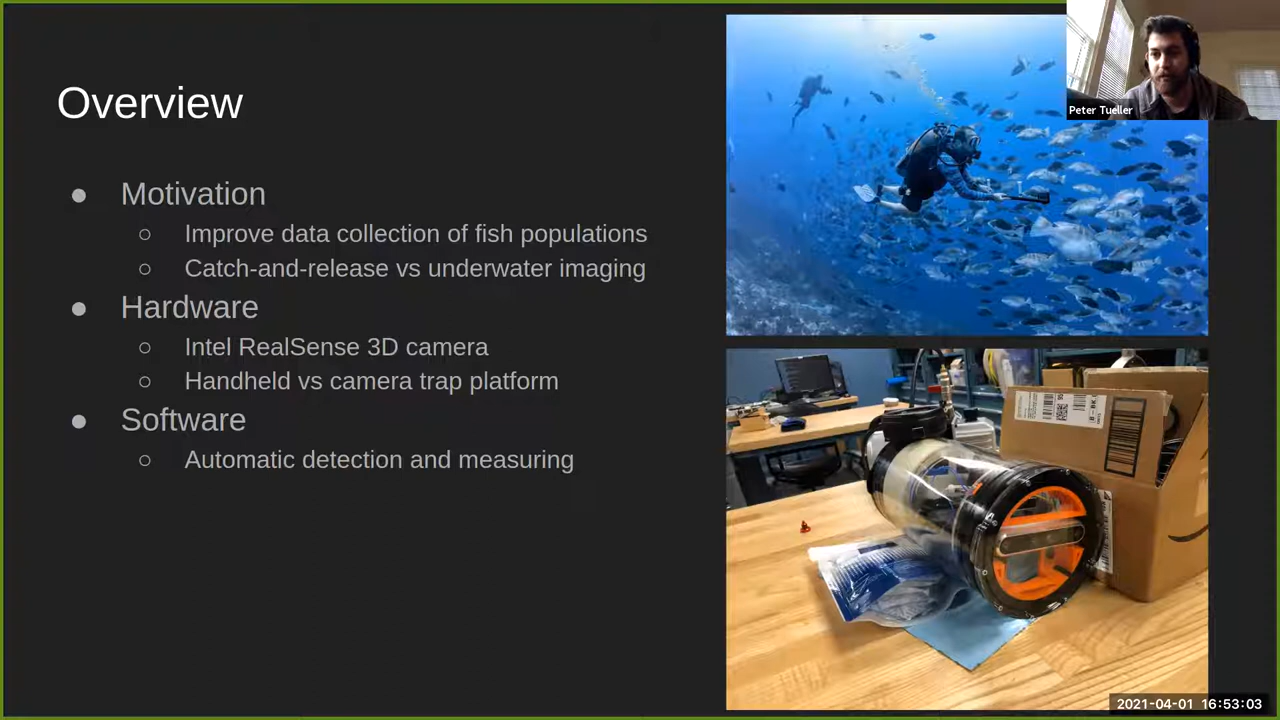 Overview
● Motivation
○ Improve data collection of fish populations
○ Catch-and-release vs underwater imaging
● Hardware
○ Intel RealSense 3D camera
○ Handheld vs camera trap platform
● Software
○ Automatic detection and measuring
Peter Tueller
2021-04-01 16:53:03